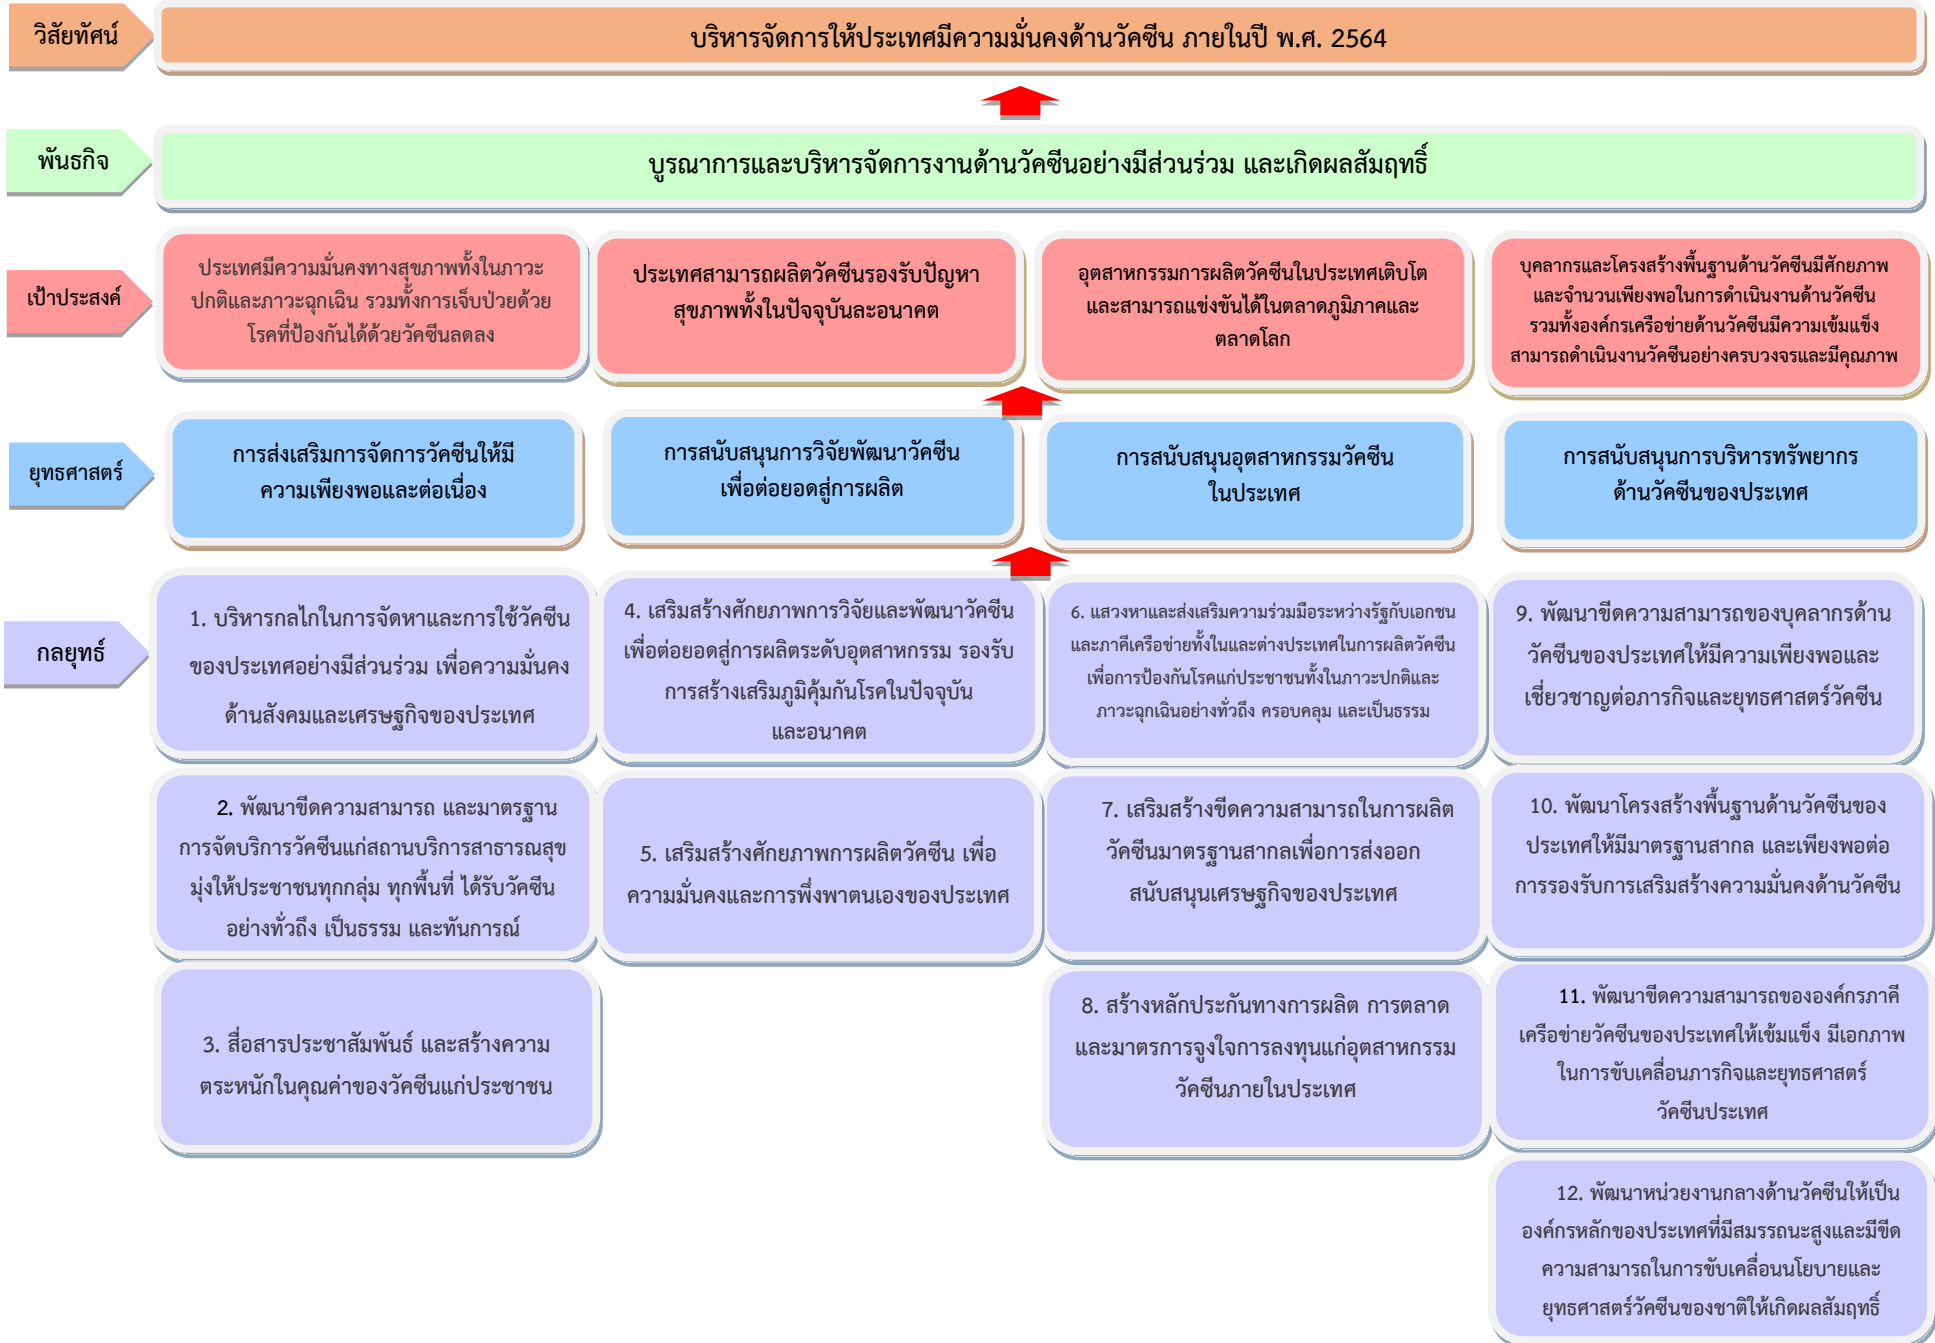 วิสัยทัศน์
บริหารจัดการให้ประเทศมีความมั่นคงด้านวัคซีน ภายในปี พ.ศ. 2564
พันธกิจ
บูรณาการและบริหารจัดการงานด้านวัคซีนอย่างมีส่วนร่วม และเกิดผลสัมฤทธิ์
เป้าประสงค์
ประเทศมีความมั่นคงทางสุขภาพทั้งในภาวะ
ปกติและภาวะฉุกเฉิน รวมทั้งการเจ็บป่วยด้วย
โรคที่ป้องกันได้ด้วยวัคซีนลดลง
ประเทศสามารถผลิตวัคซีนรองรับปัญหา
สุขภาพทั้งในปัจจุบันละอนาคต
อุตสาหกรรมการผลิตวัคซีนในประเทศเติบโต
และสามารถแข่งขันได้ในตลาดภูมิภาคและ
ตลาดโลก
บุคลากรและโครงสร้างพื้นฐานด้านวัคซีนมีศักยภาพ
และจำนวนเพียงพอในการดำเนินงานด้านวัคซีน
รวมทั้งองค์กรเครือข่ายด้านวัคซีนมีความเข้มแข็ง
สามารถดำเนินงานวัคซีนอย่างครบวงจรและมีคุณภาพ
ยุทธศาสตร์
การส่งเสริมการจัดการวัคซีนให้มี
ความเพียงพอและต่อเนื่อง
การสนับสนุนการวิจัยพัฒนาวัคซีน
เพื่อต่อยอดสู่การผลิต
การสนับสนุนอุตสาหกรรมวัคซีน
ในประเทศ
การสนับสนุนการบริหารทรัพยากร
ด้านวัคซีนของประเทศ
กลยุทธ์
1. บริหารกลไกในการจัดหาและการใช้วัคซีน
ของประเทศอย่างมีส่วนร่วม เพื่อความมั่นคง
ด้านสังคมและเศรษฐกิจของประเทศ
2. พัฒนาขีดความสามารถ และมาตรฐาน
การจัดบริการวัคซีนแก่สถานบริการสาธารณสุข
มุ่งให้ประชาชนทุกกลุ่ม ทุกพื้นที่ ได้รับวัคซีน
อย่างทั่วถึง เป็นธรรม และทันการณ์
3. สื่อสารประชาสัมพันธ์ และสร้างความ
ตระหนักในคุณค่าของวัคซีนแก่ประชาชน
4. เสริมสร้างศักยภาพการวิจัยและพัฒนาวัคซีน
เพื่อต่อยอดสู่การผลิตระดับอุตสาหกรรม รองรับ
การสร้างเสริมภูมิคุ้มกันโรคในปัจจุบัน
และอนาคต
5. เสริมสร้างศักยภาพการผลิตวัคซีน เพื่อ
ความมั่นคงและการพึ่งพาตนเองของประเทศ
6. แสวงหาและส่งเสริมความร่วมมือระหว่างรัฐกับเอกชน
และภาคีเครือข่ายทั้งในและต่างประเทศในการผลิตวัคซีน
เพื่อการป้องกันโรคแก่ประชาชนทั้งในภาวะปกติและ
ภาวะฉุกเฉินอย่างทั่วถึง ครอบคลุม และเป็นธรรม
7. เสริมสร้างขีดความสามารถในการผลิต
วัคซีนมาตรฐานสากลเพื่อการส่งออก
สนับสนุนเศรษฐกิจของประเทศ
8. สร้างหลักประกันทางการผลิต การตลาด
และมาตรการจูงใจการลงทุนแก่อุตสาหกรรม
วัคซีนภายในประเทศ
9. พัฒนาขีดความสามารถของบุคลากรด้าน
วัคซีนของประเทศให้มีความเพียงพอและ
เชี่ยวชาญต่อภารกิจและยุทธศาสตร์วัคซีน
10. พัฒนาโครงสร้างพื้นฐานด้านวัคซีนของ
ประเทศให้มีมาตรฐานสากล และเพียงพอต่อ
การรองรับการเสริมสร้างความมั่นคงด้านวัคซีน
11. พัฒนาขีดความสามารถขององค์กรภาคี
เครือข่ายวัคซีนของประเทศให้เข้มแข็ง มีเอกภาพ
ในการขับเคลื่อนภารกิจและยุทธศาสตร์
วัคซีนประเทศ
12. พัฒนาหน่วยงานกลางด้านวัคซีนให้เป็น
องค์กรหลักของประเทศที่มีสมรรถนะสูงและมีขีด
ความสามารถในการขับเคลื่อนนโยบายและ
ยุทธศาสตร์วัคซีนของชาติให้เกิดผลสัมฤทธิ์